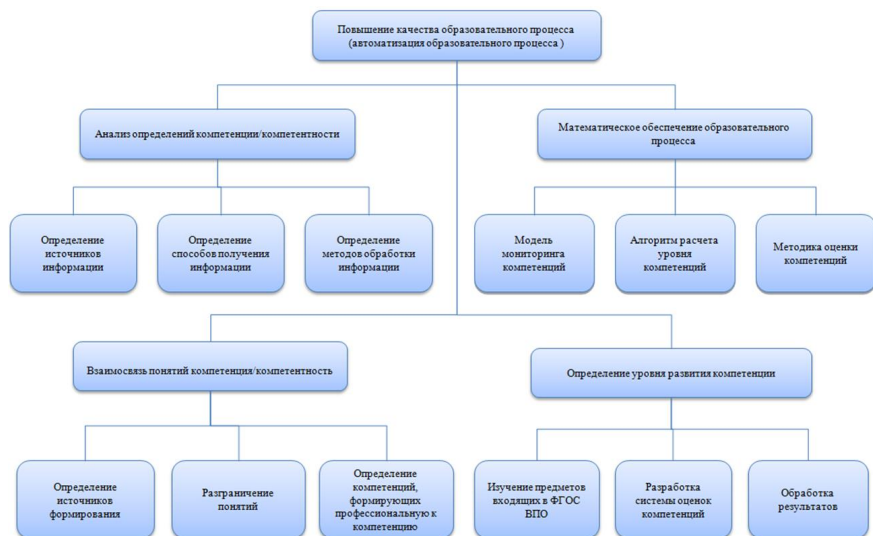 Повышение качества образовательного процесса
(автоматизация образовательного процесса )
Анализ определений компетенции/компетентности
Математическое обеспечение образовательного
процесса
Определение
источников
информации
Определение
способов получения
информации
Определение
методов обработки
информации
Модель
мониторинга
компетенций
Алгоритм расчета
уровня
компетенций
Методика оценки
компетенций
Взаимосвязь понятий компетенция/компетентность
Определение уровня развития компетенции
Определение
источников
формирования
Разграничение
понятий
Определение
компетенций,
формирующих
профессиональную к
компетенцию
Изучение предметов
входящих в ФГОС
ВПО
Разработка
системы оценок
компетенций
Обработка
результатов